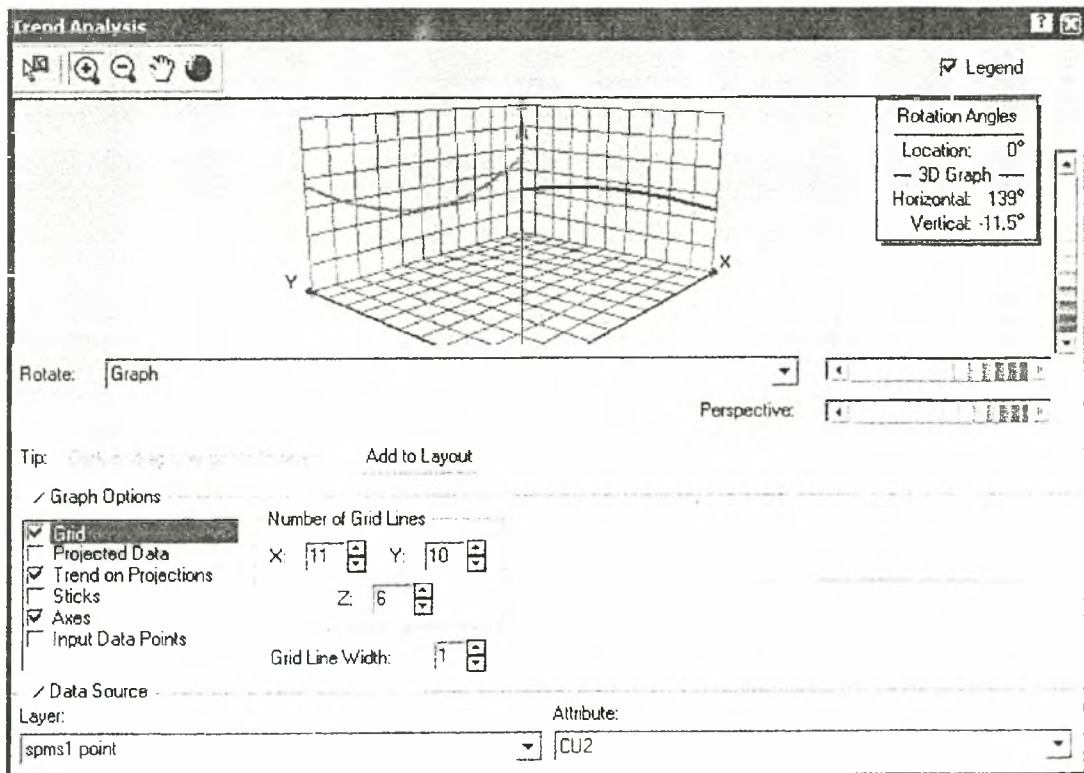 Trend Analysis
Legend
Rotation Angles
Location: 0°
3D Graph
Horizontal: 139°
Vertical: -11.5°
Y
X
Rotate: Graph
Perspective:
Tip:
Add to Layout
Graph Options
Grid
Projected Data
Trend on Projections
Sticks
Axes
Input Data Points
Number of Grid Lines
X: 11 Y: 10
Z: 6
Grid Line Width: 1
Data Source
Layer:
spms1 point
Attribute:
CU2